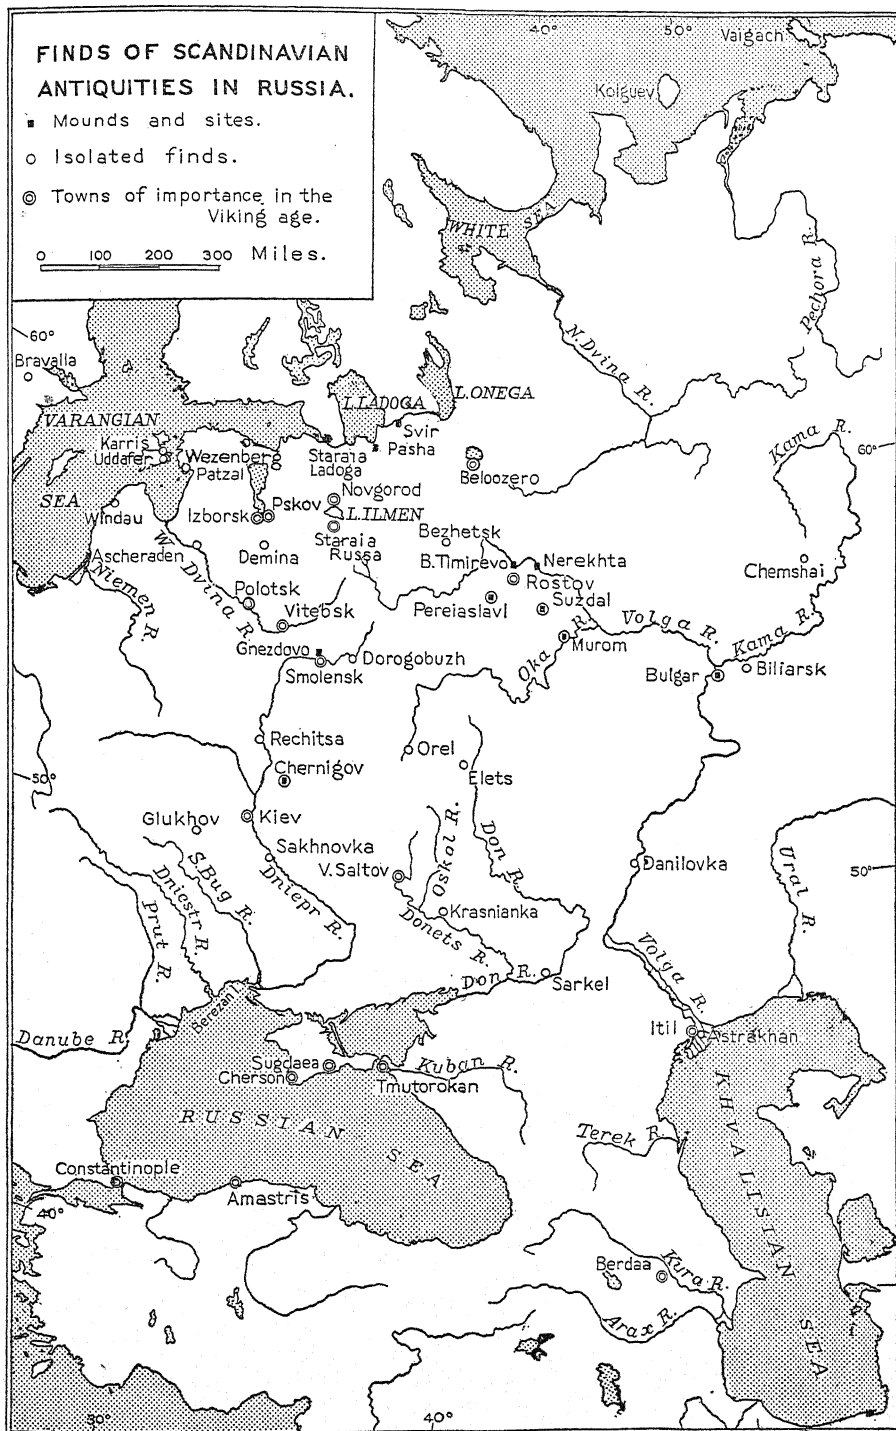 FINDS OF SCANDINAVIAN
ANTIQUITIES IN RUSSIA.
Mounds and sites.
Isolated finds.
Towns of importance in the
Viking age.
0 100 200 300 Miles.
40°
50°
Vaigach
Kolguev
WHITE SEA
Pechora R.
N. Dvina R.
60°
Bravalla
L. LADOGA
L. ONEGA
VARANGIAN
SEA
Karris
Uddafer
Wezenberg
Patzal
Staraia
Ladoga
Svir
Pasha
Beloozero
Kama R.
60°
Novgorod
Pskov
Izborsk
L. ILMEN
Windau
Staraia
Russa
Bezhetsk
Ascheraden
W. Dvina R.
Demina
B. Timirevo
Nerekhta
Chemshai
Niemen R.
Rostov
Polotsk
Pereiaslavl
Suzdal
Vitebsk
Volga R.
Oka R.
Murom
Kama R.
Gnezdovo
Smolensk
Dorogobuzh
Bulgar
Biliarsk
Rechitsa
Orel
Elets
50°
Chernigov
Glukhov
Kiev
Sakhnovka
V. Saltov
Oskol R.
Don R.
Danilovka
Ural R.
50°
Prut R.
Dniestr R.
S. Bug R.
Dniepr R.
Krasnianka
Donets R.
Don R.
Sarkel
Volga R.
Berezan
Danube R.
Itil
Astrakhan
Sugdaea
Cherson
Kuban R.
Tmutorokan
RUSSIAN
SEA
KHVALISIAN
SEA
Terek R.
Constantinople
Amastris
40°
Berdaa
Kura R.
Arax R.
30°
40°